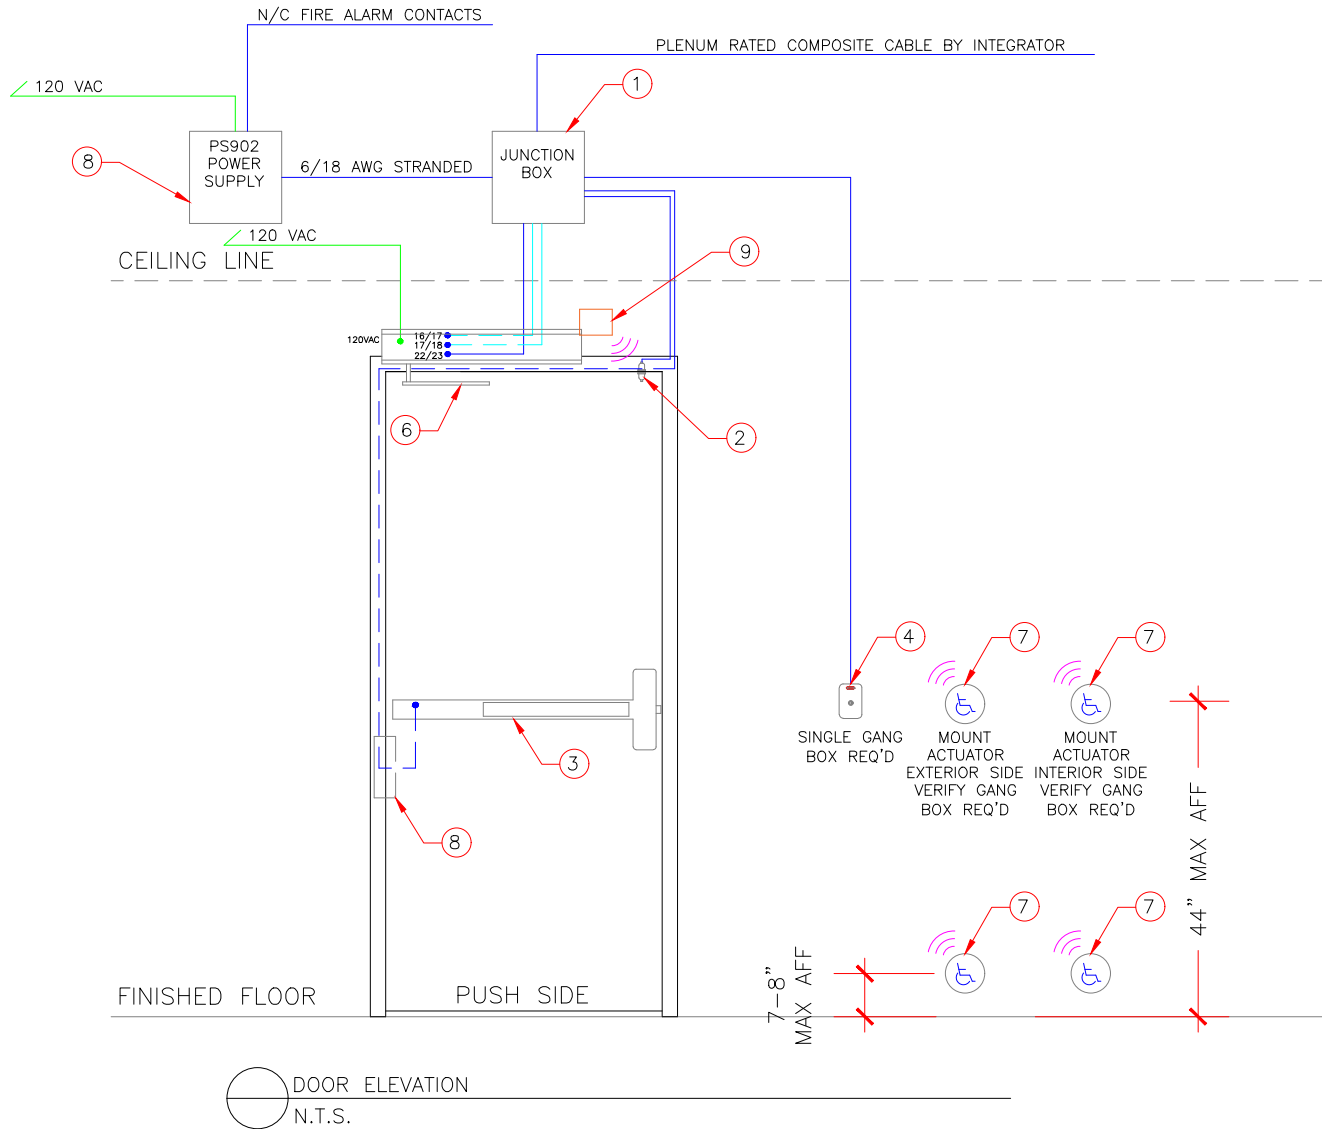 N/C FIRE ALARM CONTACTS
PLENUM RATED COMPOSITE CABLE BY INTEGRATOR
120 VAC
1
PS902
POWER
SUPPLY
8
6/18 AWG STRANDED
JUNCTION
BOX
120 VAC
CEILING LINE
9
120VAC
16/17
17/18
22/23
6
2
4
7
7
SINGLE GANG
BOX REQ'D
MOUNT
ACTUATOR
EXTERIOR SIDE
VERIFY GANG
BOX REQ'D
MOUNT
ACTUATOR
INTERIOR SIDE
VERIFY GANG
BOX REQ'D
3
8
44" MAX AFF
7
7
7-8"
MAX AFF
FINISHED FLOOR
PUSH SIDE
DOOR ELEVATION
N.T.S.